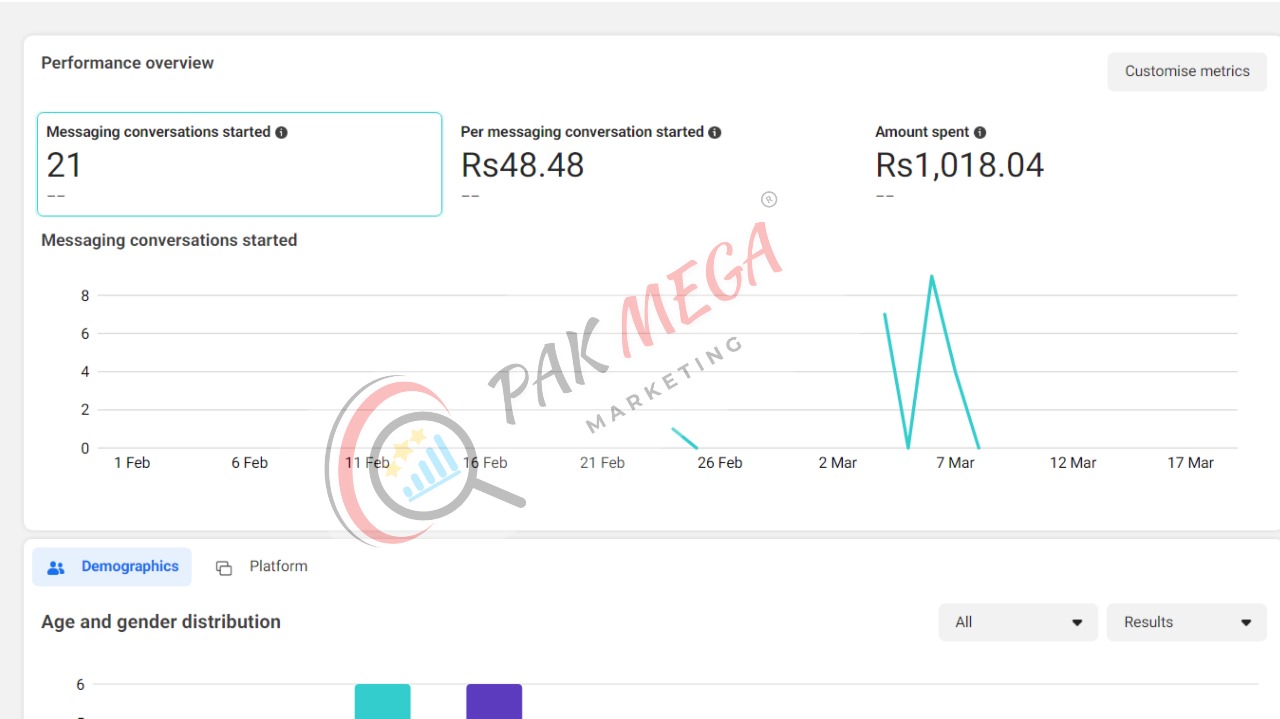 Performance overview
Customise metrics
Messaging conversations started
21
--
Per messaging conversation started
Rs48.48
--
Amount spent
Rs1,018.04
--
Messaging conversations started
8
6
4
2
0
1 Feb 6 Feb 11 Feb 16 Feb 21 Feb 26 Feb 2 Mar 7 Mar 12 Mar 17 Mar
PAK MEGA ®
MARKETING
Demographics Platform
Age and gender distribution
All Results
6